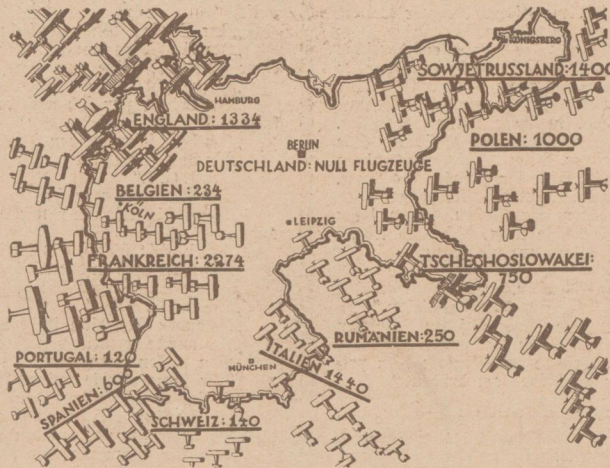 KÖNIGSBERG
SOWJETRUSSLAND: 1400
HAMBURG
ENGLAND: 1334
BERLIN
POLEN: 1000
DEUTSCHLAND: NULL FLUGZEUGE
BELGIEN: 234
KÖLN
LEIPZIG
FRANKREICH: 2274
TSCHECHOSLOWAKEI:
750
RUMÄNIEN: 250
PORTUGAL: 120
ITALIEN 1440
MÜNCHEN
SPANIEN: 600
SCHWEIZ: 140